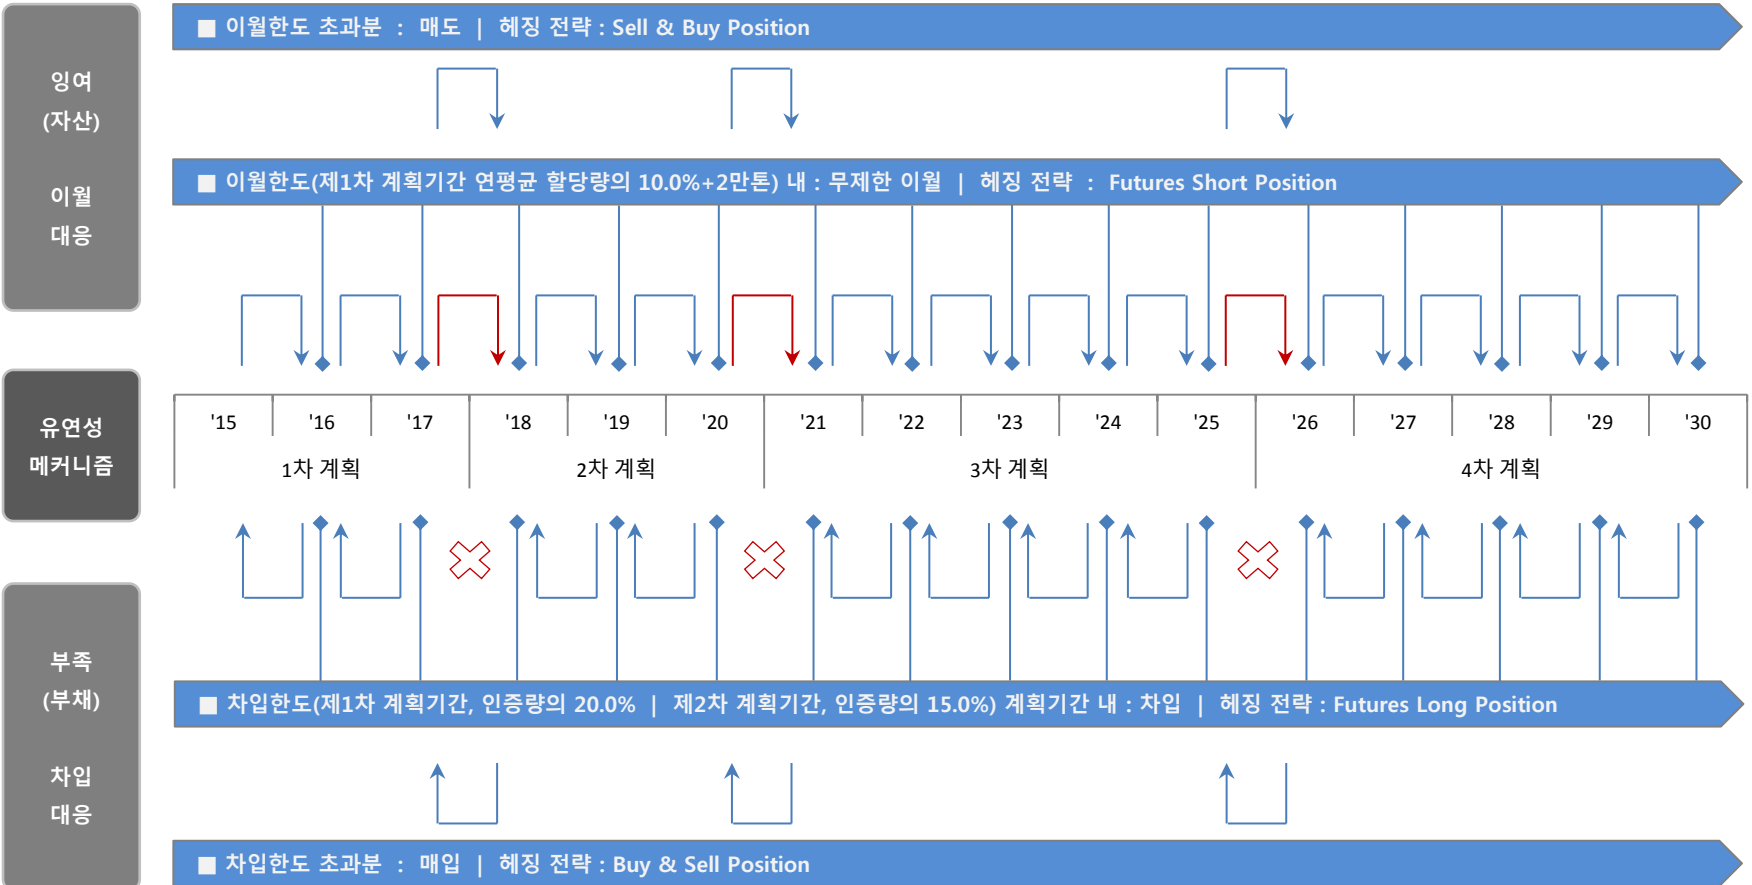 잉여
(자산)
이월
대응
■ 이월한도 초과분 : 매도 | 헤징 전략 : Sell & Buy Position
■ 이월한도(제1차 계획기간 연평균 할당량의 10.0%+2만톤) 내 : 무제한 이월 | 헤징 전략 : Futures Short Position
유연성
메커니즘
'15 '16 '17 '18 '19 '20 '21 '22 '23 '24 '25 '26 '27 '28 '29 '30
1차 계획 2차 계획 3차 계획 4차 계획
부족
(부채)
차입
대응
■ 차입한도(제1차 계획기간, 인증량의 20.0% | 제2차 계획기간, 인증량의 15.0%) 계획기간 내 : 차입 | 헤징 전략 : Futures Long Position
■ 차입한도 초과분 : 매입 | 헤징 전략 : Buy & Sell Position